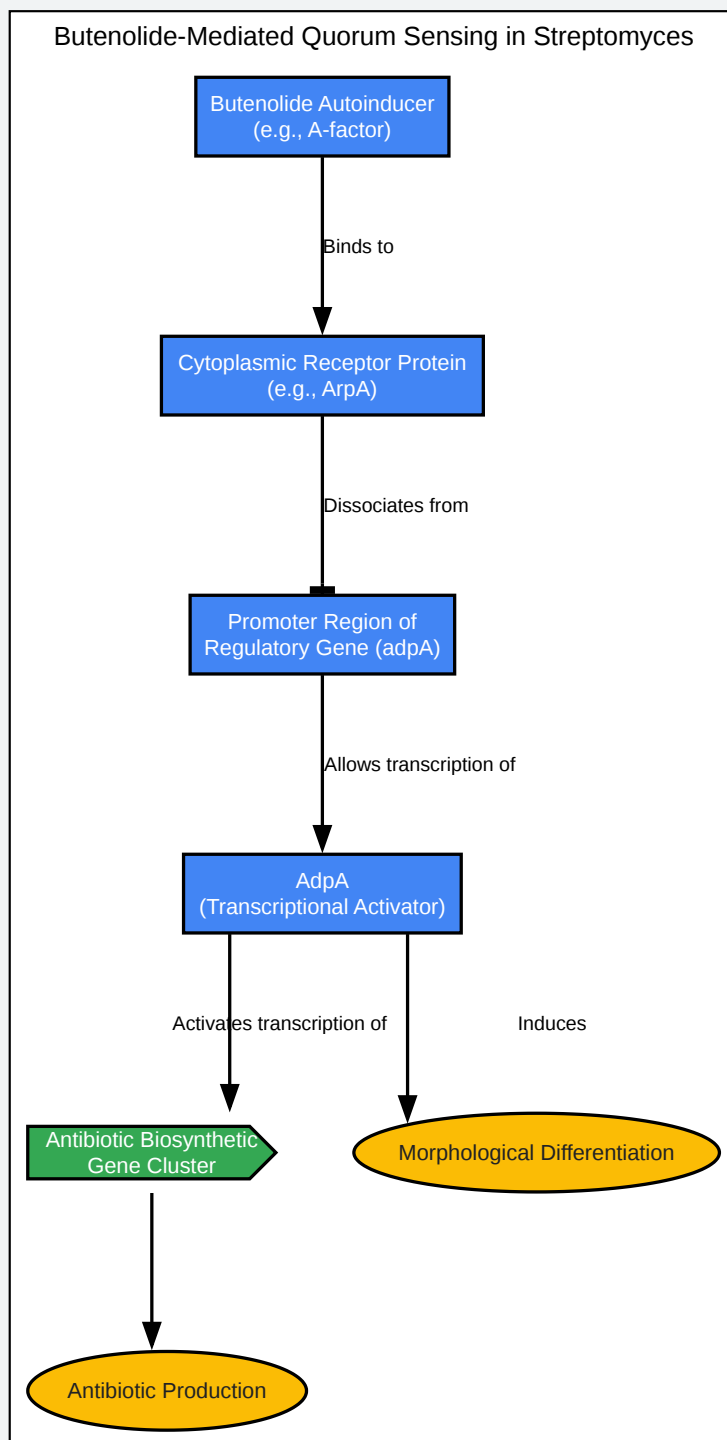 Butenolide-Mediated Quorum Sensing in Streptomyces
Butenolide Autoinducer
(e.g., A-factor)
Binds to
Cytoplasmic Receptor Protein
(e.g., ArpA)
Dissociates from
Promoter Region of
Regulatory Gene (adpA)
Allows transcription of
AdpA
(Transcriptional Activator)
Activates transcription of
Induces
Antibiotic Biosynthetic
Gene Cluster
Morphological Differentiation
Antibiotic Production